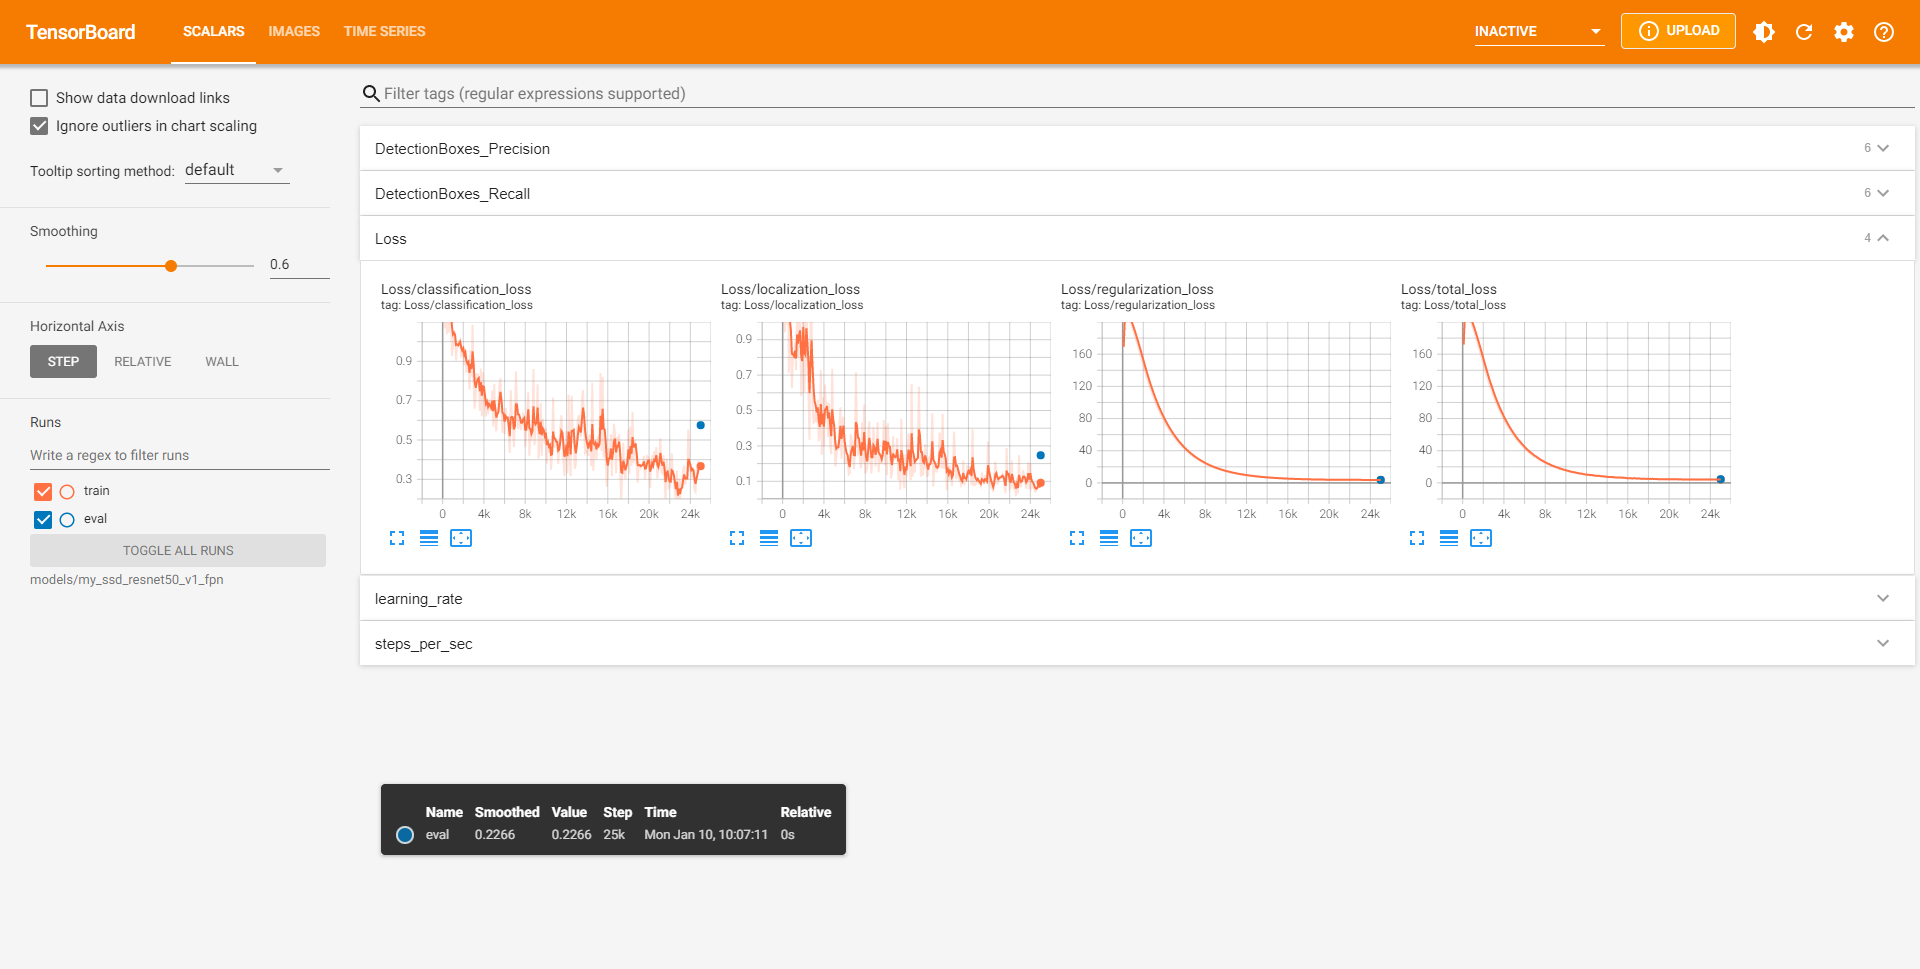 TensorBoard SCALARS IMAGES TIME SERIES INACTIVE UPLOAD
Show data download links
Ignore outliers in chart scaling
Tooltip sorting method: default
Smoothing
0.6
Horizontal Axis
STEP RELATIVE WALL
Runs
Write a regex to filter runs
train
eval
TOGGLE ALL RUNS
models/my_ssd_resnet50_v1_fpn
Filter tags (regular expressions supported)
DetectionBoxes_Precision 6
DetectionBoxes_Recall 6
Loss 4
Loss/classification_loss
tag: Loss/classification_loss
0.9
0.7
0.5
0.3
0 4k 8k 12k 16k 20k 24k
Loss/localization_loss
tag: Loss/localization_loss
0.9
0.7
0.5
0.3
0.1
0 4k 8k 12k 16k 20k 24k
Loss/regularization_loss
tag: Loss/regularization_loss
160
120
80
40
0
0 4k 8k 12k 16k 20k 24k
Loss/total_loss
tag: Loss/total_loss
160
120
80
40
0
0 4k 8k 12k 16k 20k 24k
learning_rate
steps_per_sec
Name Smoothed Value Step Time Relative
eval 0.2266 0.2266 25k Mon Jan 10, 10:07:11 0s